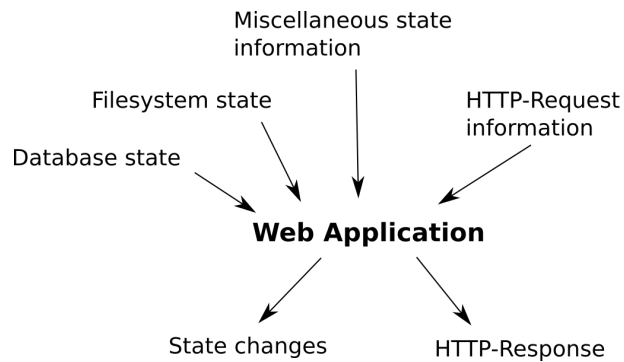 Miscellaneous state
information
Filesystem state
HTTP-Request
information
Database state
Web Application
State changes
HTTP-Response